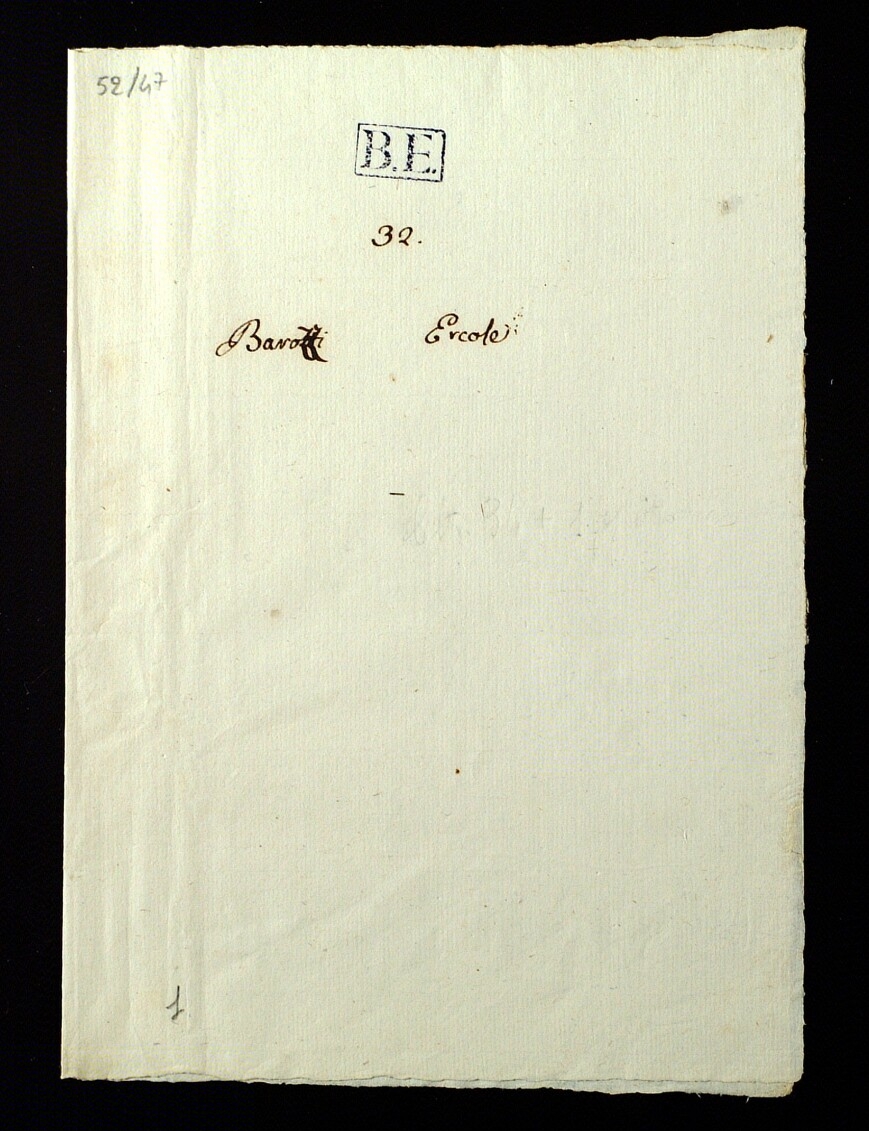 52/47
B.E.
32.
Barotti Ercole
1